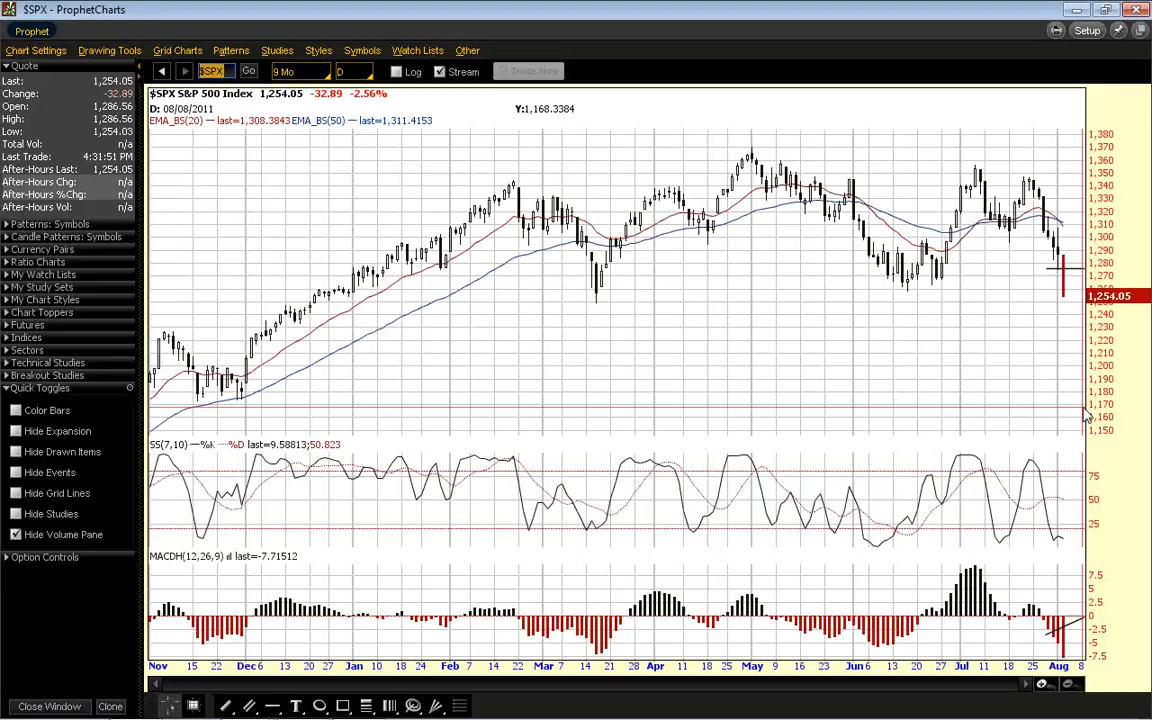 $SPX - ProphetCharts
Prophet
Setup
Chart Settings Drawing Tools Grid Charts Patterns Studies Styles Symbols Watch Lists Other
Quote
$SPX Go 9 Mo D Log Stream Trade Now
Last: 1,254.05
Change: -32.89
Open: 1,286.56
High: 1,286.56
Low: 1,254.03
Total Vol: n/a
Last Trade: 4:31:51 PM
After-Hours Last: 1,254.05
After-Hours Chg: n/a
After-Hours %Chg: n/a
After-Hours Vol: n/a
Patterns: Symbols
Candle Patterns: Symbols
Currency Pairs
Ratio Charts
My Watch Lists
My Study Sets
My Chart Styles
Chart Toppers
Futures
Indices
Sectors
Technical Studies
Breakout Studies
Quick Toggles
Color Bars
Hide Expansion
Hide Drawn Items
Hide Events
Hide Grid Lines
Hide Studies
Hide Volume Pane
Option Controls
Close Window Clone
$SPX S&P 500 Index 1,254.05 -32.89 -2.56%
D: 08/08/2011 Y:1,168.3384
EMA_BS(20) — last=1,308.3843 EMA_BS(50) — last=1,311.4153
1,380
1,370
1,360
1,350
1,340
1,330
1,320
1,310
1,300
1,290
1,280
1,270
1,254.05
1,240
1,230
1,220
1,210
1,200
1,190
1,180
1,170
1,160
1,150
SS(7,10) —%K ····%D last=9.58813;50.823
75
50
25
MACDH(12,26,9) last=-7.71512
7.5
5
2.5
0
-2.5
-5
-7.5
Nov 15 22 Dec 6 13 20 27 Jan 10 18 24 Feb 7 14 22 Mar 7 14 21 28 Apr 11 18 25 May 9 16 23 Jun 6 13 20 27 Jul 11 18 25 Aug 8